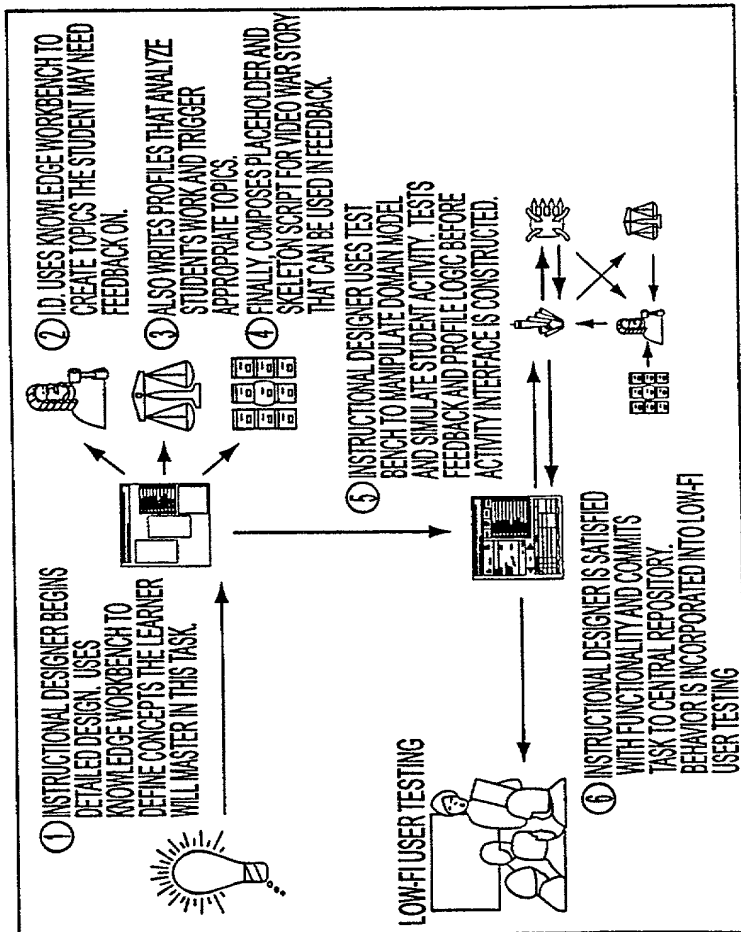 ① INSTRUCTIONAL DESIGNER BEGINS
DETAILED DESIGN. USES
KNOWLEDGE WORKBENCH TO
DEFINE CONCEPTS THE LEARNER
WILL MASTER IN THIS TASK.
② I.D. USES KNOWLEDGE WORKBENCH TO
CREATE TOPICS THE STUDENT MAY NEED
FEEDBACK ON.
③ ALSO WRITES PROFILES THAT ANALYZE
STUDENT'S WORK AND TRIGGER
APPROPRIATE TOPICS.
④ FINALLY, COMPOSES PLACEHOLDER AND
SKELETON SCRIPT FOR VIDEO WAR STORY
THAT CAN BE USED IN FEEDBACK.
⑤ INSTRUCTIONAL DESIGNER USES TEST
BENCH TO MANIPULATE DOMAIN MODEL
AND SIMULATE STUDENT ACTIVITY. TESTS
FEEDBACK AND PROFILE LOGIC BEFORE
ACTIVITY INTERFACE IS CONSTRUCTED.
LOW-FI USER TESTING
⑥ INSTRUCTIONAL DESIGNER IS SATISFIED
WITH FUNCTIONALITY AND COMMITS
TASK TO CENTRAL REPOSITORY.
BEHAVIOR IS INCORPORATED INTO LOW-FI
USER TESTING